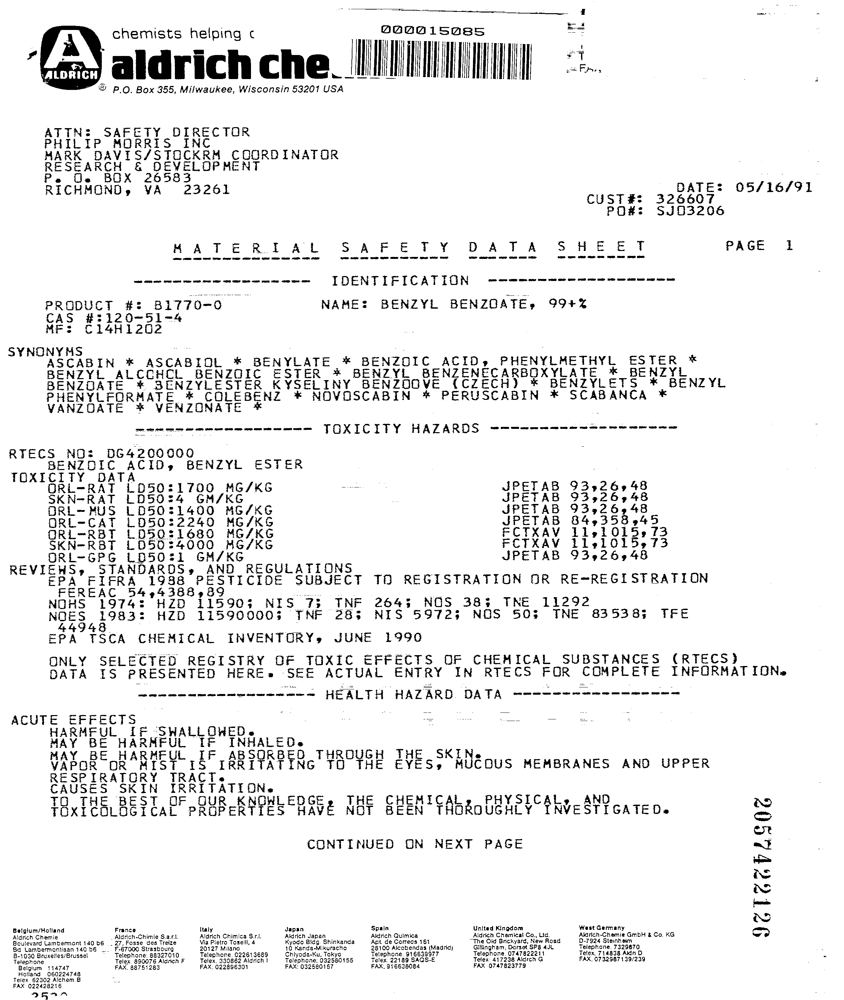 chemists helping c
000015085
ALDRICH
aldrich che
P.O. Box 355, Milwaukee, Wisconsin 53201 USA
ATTN: SAFETY DIRECTOR
PHILIP MORRIS INC
MARK DAVIS/STOCKRM COORDINATOR
RESEARCH & DEVELOPMENT
P. O. BOX 26583
RICHMOND, VA 23261
DATE: 05/16/91
CUST#: 326607
PO#: SJ03206
MATERIAL SAFETY DATA SHEET PAGE 1
------------------ IDENTIFICATION ------------------
PRODUCT #: B1770-0 NAME: BENZYL BENZOATE, 99+%
CAS #:120-51-4
MF: C14H12O2
SYNONYMS
ASCABIN * ASCABIOL * BENYLATE * BENZOIC ACID, PHENYLMETHYL ESTER *
BENZYL ALCOHOL BENZOIC ESTER * BENZYL BENZENECARBOXYLATE * BENZYL
BENZOATE * BENZYLESTER KYSELINY BENZOOVE (CZECH) * BENZYLETS * BENZYL
PHENYLFORMATE * COLEBENZ * NOVOSCABIN * PERUSCABIN * SCABANCA *
VANZOATE * VENZONATE *
------------------ TOXICITY HAZARDS ------------------
RTECS NO: DG4200000
BENZOIC ACID, BENZYL ESTER
TOXICITY DATA
ORL-RAT LD50:1700 MG/KG JPETAB 93,26,48
SKN-RAT LD50:4 GM/KG JPETAB 93,26,48
ORL-MUS LD50:1400 MG/KG JPETAB 93,26,48
ORL-CAT LD50:2240 MG/KG JPETAB 84,358,45
ORL-RBT LD50:1680 MG/KG FCTXAV 11,1015,73
SKN-RBT LD50:4000 MG/KG FCTXAV 11,1015,73
ORL-GPG LD50:1 GM/KG JPETAB 93,26,48
REVIEWS, STANDARDS, AND REGULATIONS
EPA FIFRA 1988 PESTICIDE SUBJECT TO REGISTRATION OR RE-REGISTRATION
FEREAC 54,4388,89
NOHS 1974: HZD 11590; NIS 7; TNF 264; NOS 38; TNE 11292
NOES 1983: HZD 11590000; TNF 28; NIS 5972; NOS 50; TNE 83538; TFE
44948
EPA TSCA CHEMICAL INVENTORY, JUNE 1990
ONLY SELECTED REGISTRY OF TOXIC EFFECTS OF CHEMICAL SUBSTANCES (RTECS)
DATA IS PRESENTED HERE. SEE ACTUAL ENTRY IN RTECS FOR COMPLETE INFORMATION.
----------------- HEALTH HAZARD DATA ----------------
ACUTE EFFECTS
HARMFUL IF SWALLOWED.
MAY BE HARMFUL IF INHALED.
MAY BE HARMFUL IF ABSORBED THROUGH THE SKIN.
VAPOR OR MIST IS IRRITATING TO THE EYES, MUCOUS MEMBRANES AND UPPER
RESPIRATORY TRACT.
CAUSES SKIN IRRITATION.
TO THE BEST OF OUR KNOWLEDGE, THE CHEMICAL, PHYSICAL, AND
TOXICOLOGICAL PROPERTIES HAVE NOT BEEN THOROUGHLY INVESTIGATED.
CONTINUED ON NEXT PAGE
2057422126
Belgium/Holland
Aldrich Chemie
Boulevard Lambermont 140 b6
Bd. Lambermontlaan 140 b6
B-1030 Bruxelles/Brussel
Telephone
Belgium 114747
Holland 060224748
Telex 62302 Alchem B
FAX 022428216
France
Aldrich-Chimie S.a.r.l.
27, Fosse des Treize
F-67000 Strasbourg
Telephone 88327010
Telex 890076 Aldrich F
FAX. 88751283
Italy
Aldrich Chimica S.r.l.
Via Pietro Toselli, 4
20127 Milano
Telephone 022613689
Telex 330862 Aldrich I
FAX. 022896301
Japan
Aldrich Japan
Kyodo Bldg. Shinkanda
10 Kanda-Mikuracho
Chiyoda-Ku, Tokyo
Telephone. 032580155
FAX: 032580157
Spain
Aldrich Quimica
Apt. de Correos 161
28100 Alcobendas (Madrid)
Telephone 916639977
Telex. 22189 SAQS-E
FAX. 916638084
United Kingdom
Aldrich Chemical Co., Ltd.
The Old Brickyard, New Road
Gillingham, Dorset SP8 4JL
Telephone 0747822211
Telex. 417238 Aldrch G
FAX 0747823779
West Germany
Aldrich-Chemie GmbH & Co. KG
D-7924 Steinheim
Telephone 7329870
Telex. 714838 Aldri D
FAX. 0732987139/239